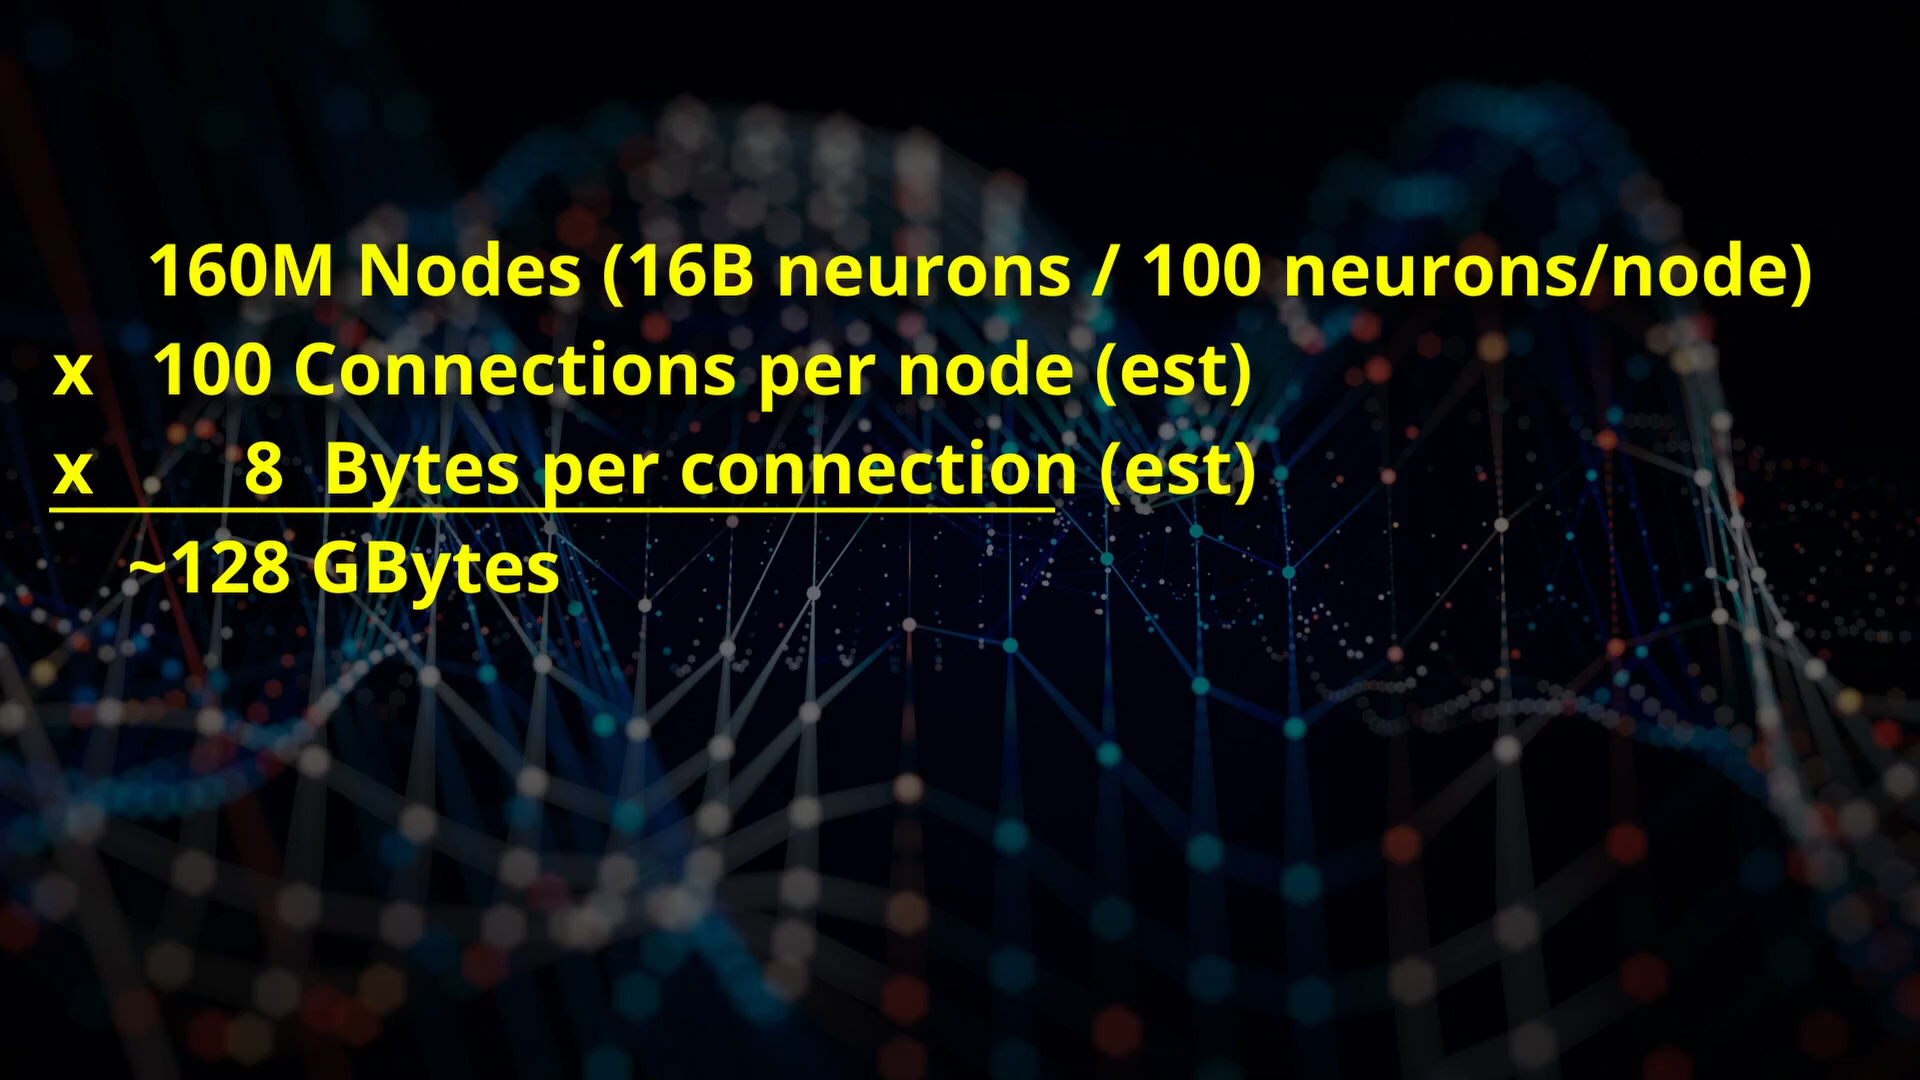 160M Nodes (16B neurons / 100 neurons/node)
x 100 Connections per node (est)
x 8 Bytes per connection (est)
~128 GBytes